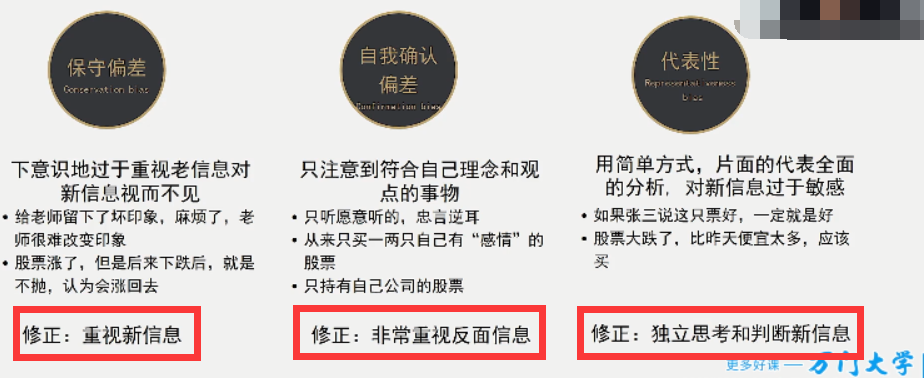 保守偏差
Conservation bias
下意识地过于重视老信息对
新信息视而不见
• 给老师留下了坏印象，麻烦了，老
师很难改变印象
• 股票涨了，但是后来下跌后，就是
不抛，认为会涨回去
修正：重视新信息
自我确认
偏差
Confirmation bias
只注意到符合自己理念和观
点的事物
• 只听愿意听的，忠言逆耳
• 从来只买一两只自己有“感情”的
股票
• 只持有自己公司的股票
修正：非常重视反面信息
代表性
bias
用简单方式，片面的代表全面
的分析，对新信息过于敏感
• 如果张三说这只票好，一定就是好
• 股票大跌了，比昨天便宜太多，应该
买
修正：独立思考和判断新信息
更多好课 — 万门大学